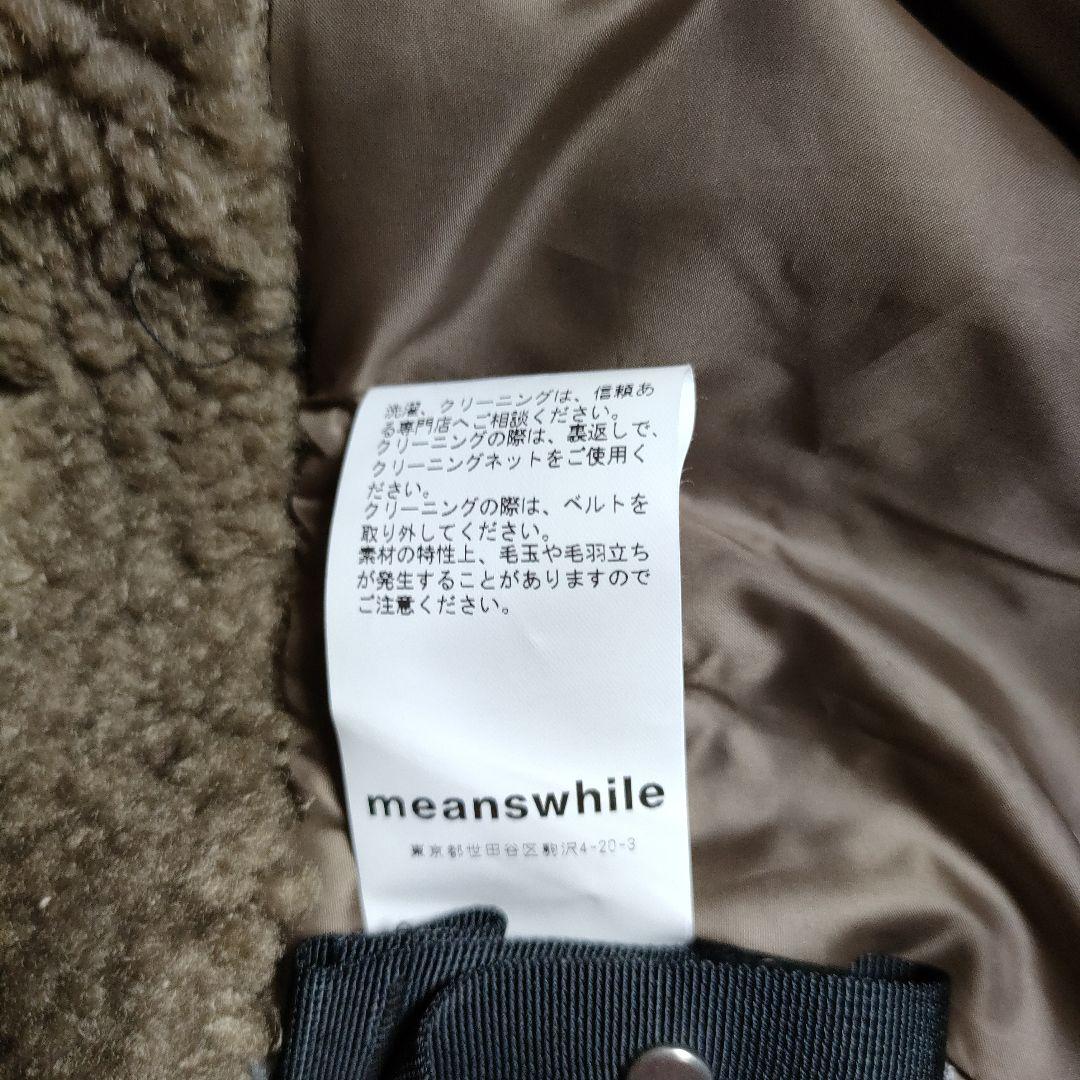 洗濯、クリーニングは、信頼あ
る専門店へご相談ください。
クリーニングの際は、裏返しで、
クリーニングネットをご使用く
ださい。
クリーニングの際は、ベルトを
取り外してください。
素材の特性上、毛玉や毛羽立ち
が発生することがありますので
ご注意ください。
meanswhile
東京都世田谷区駒沢4-20-3